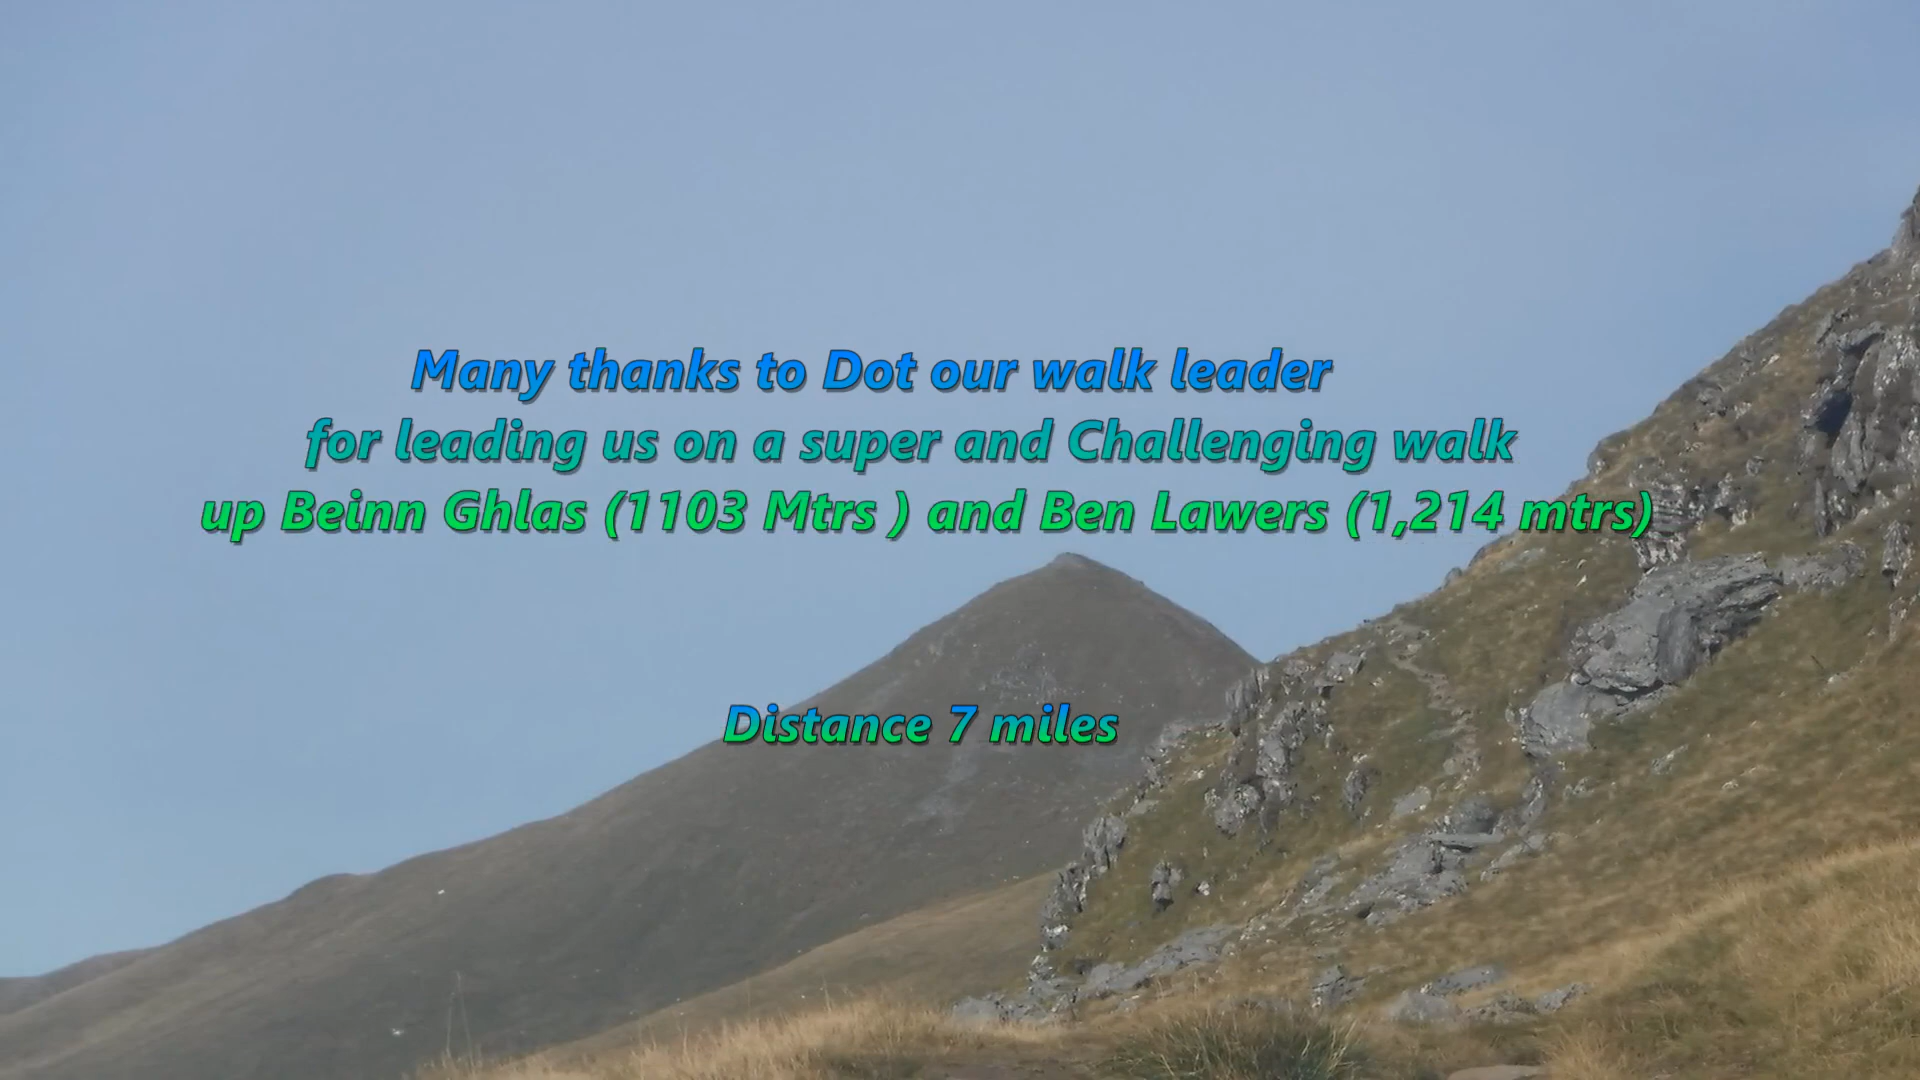 Many thanks to Dot our walk leader
for leading us on a super and Challenging walk
up Beinn Ghlas (1103 Mtrs ) and Ben Lawers (1,214 mtrs)
Distance 7 miles